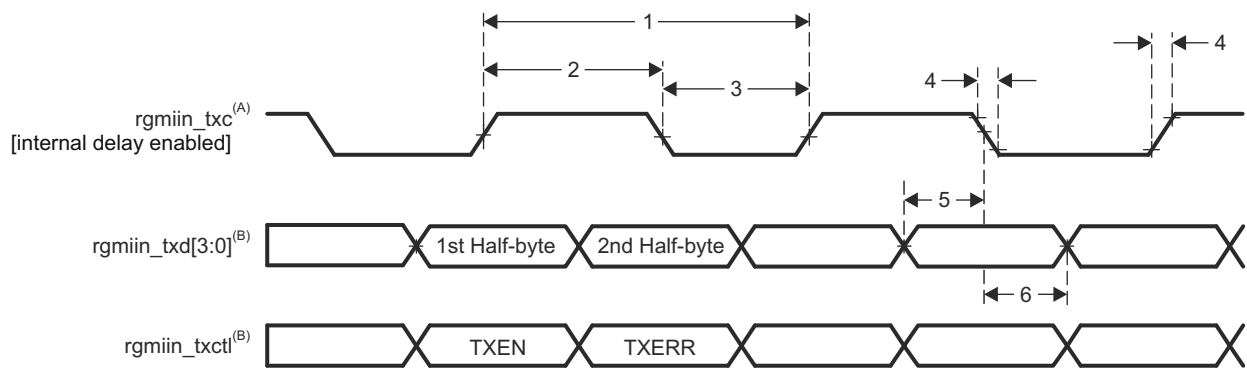 1
2
3
4
4
rgmiin_txc(A)
[internal delay enabled]
5
rgmiin_txd[3:0](B)
1st Half-byte
2nd Half-byte
6
rgmiin_txctl(B)
TXEN
TXERR